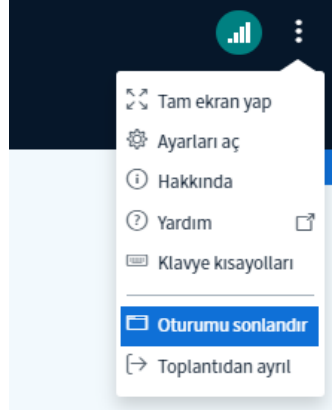 Tam ekran yap
Ayarları aç
Hakkında
Yardım
Klavye kısayolları
Oturumu sonlandır
Toplantıdan ayrıl